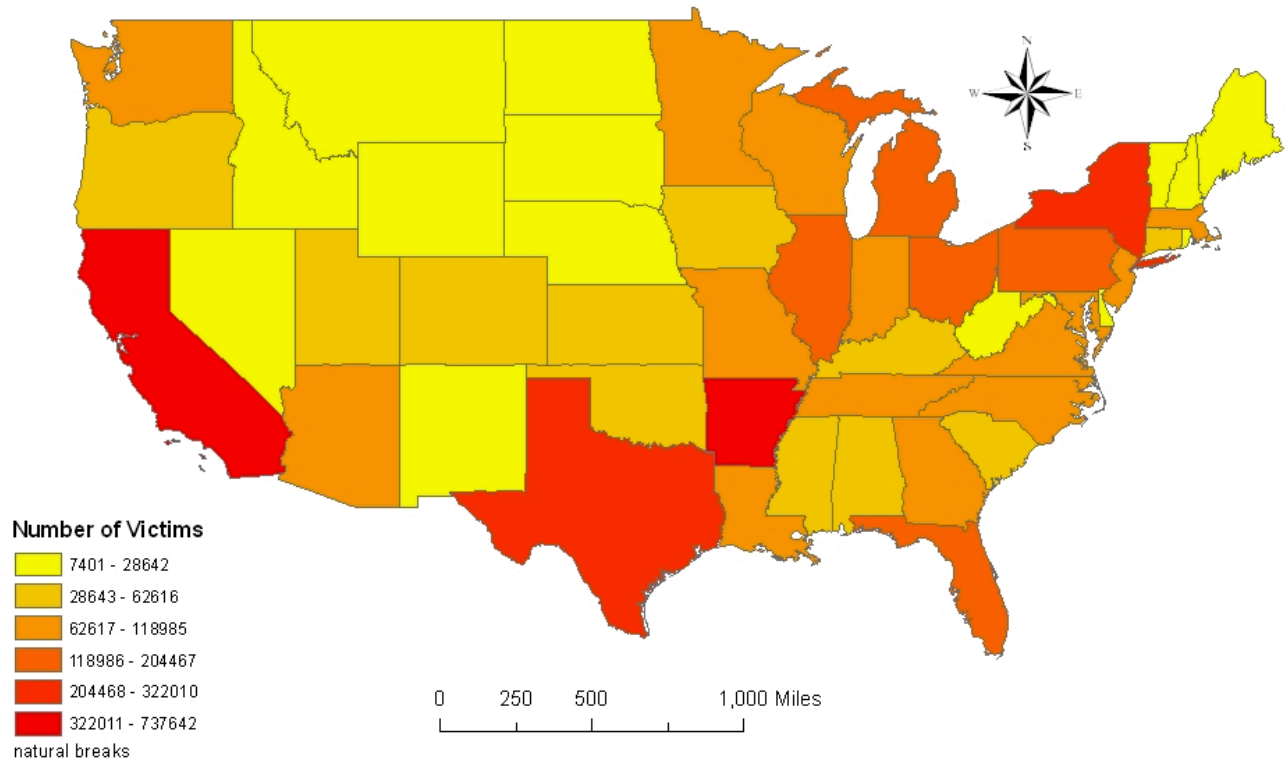 N
W E
S
Number of Victims
7401 - 28642
28643 - 62616
62617 - 118985
118986 - 204467
204468 - 322010
322011 - 737642
natural breaks
0 250 500 1,000 Miles